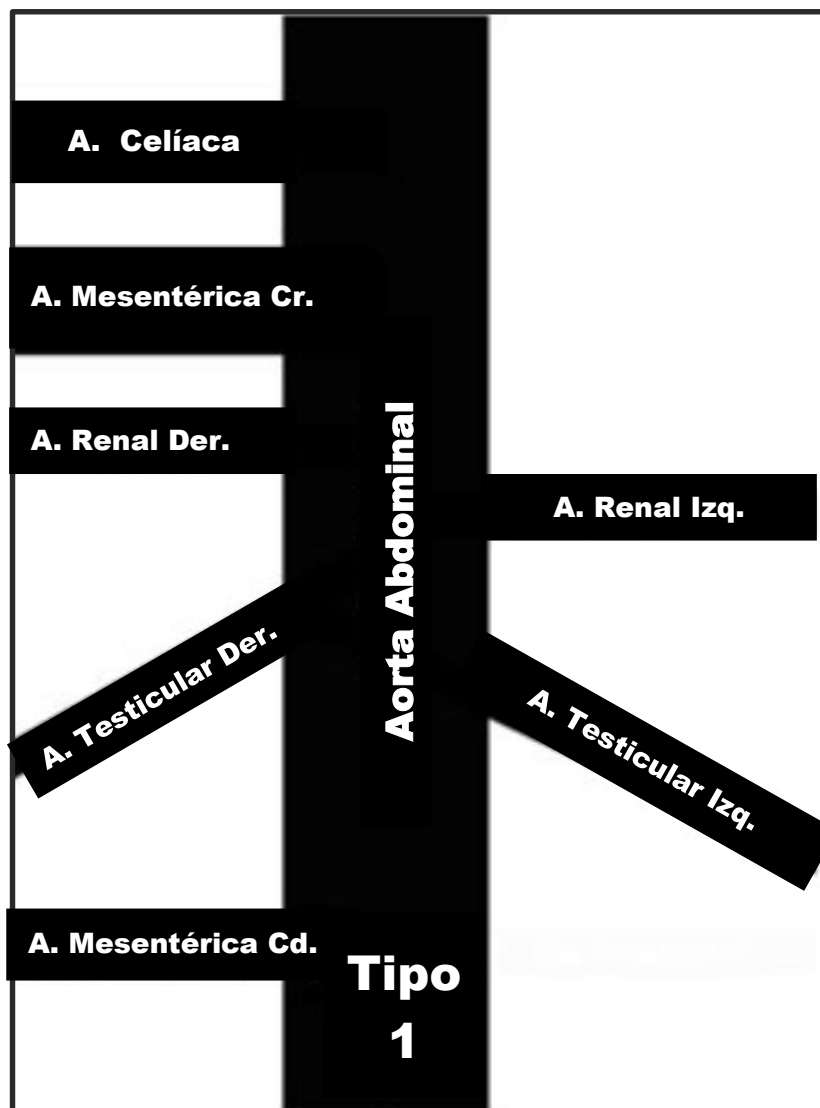 A. Celíaca
A. Mesentérica Cr.
A. Renal Der.
Aorta Abdominal
A. Renal Izq.
A. Testicular Der.
A. Testicular Izq.
A. Mesentérica Cd.
Tipo
1